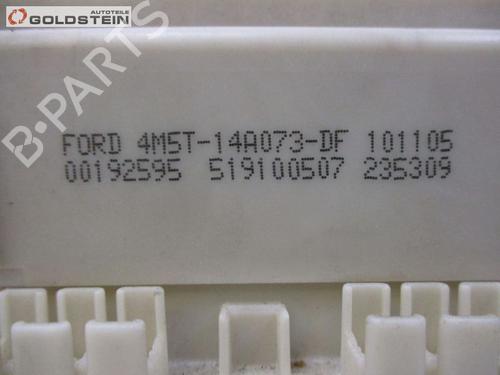 AUTOTEILE
GOLDSTEIN
FORD 4M5T-14A073-DF 101105
00192595 519100507 235309
B-PARTS